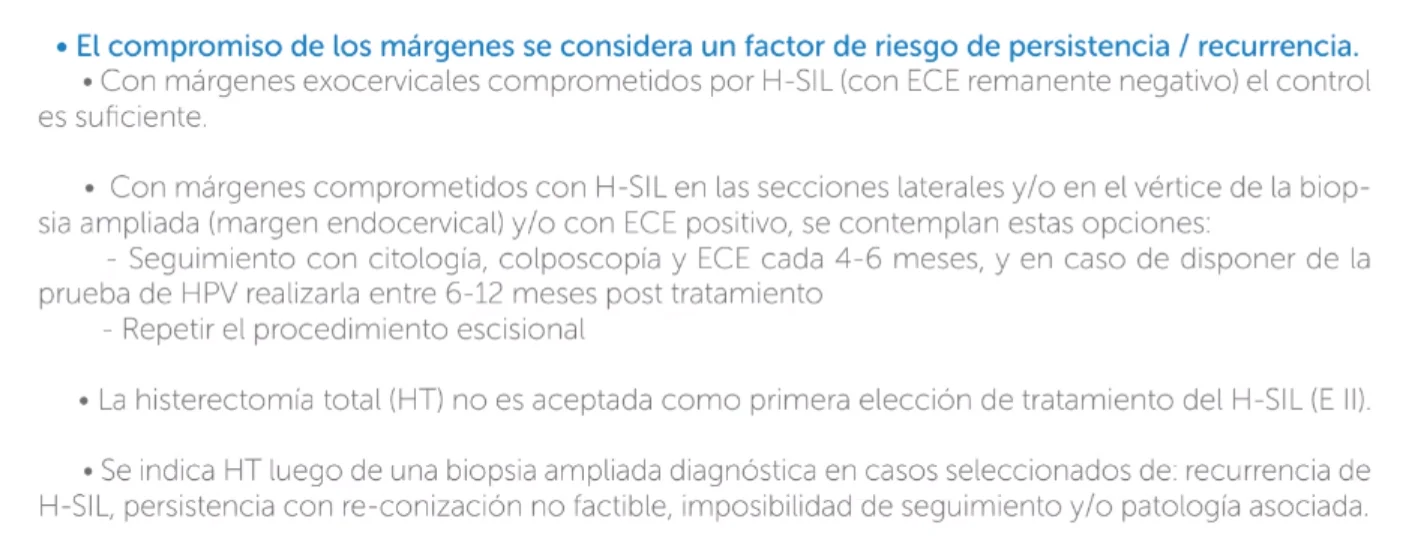 • El compromiso de los márgenes se considera un factor de riesgo de persistencia / recurrencia.
• Con márgenes exocervicales comprometidos por H-SIL (con ECE remanente negativo) el control
es suficiente.
• Con márgenes comprometidos con H-SIL en las secciones laterales y/o en el vértice de la biop-
sia ampliada (margen endocervical) y/o con ECE positivo, se contemplan estas opciones:
- Seguimiento con citología, colposcopía y ECE cada 4-6 meses, y en caso de disponer de la
prueba de HPV realizarla entre 6-12 meses post tratamiento
- Repetir el procedimiento escisional
• La histerectomía total (HT) no es aceptada como primera elección de tratamiento del H-SIL (E II).
• Se indica HT luego de una biopsia ampliada diagnóstica en casos seleccionados de: recurrencia de
H-SIL, persistencia con re-conización no factible, imposibilidad de seguimiento y/o patología asociada.